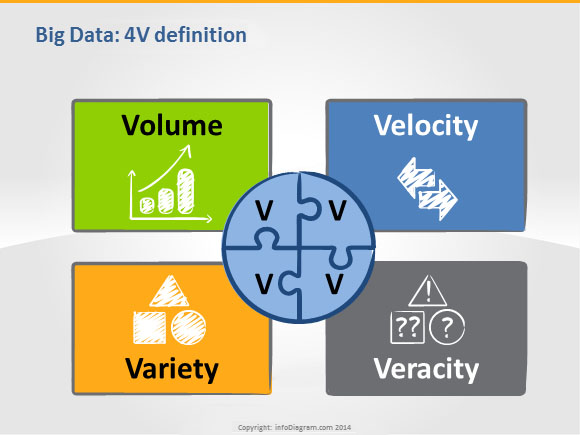 Big Data: 4V definition
Volume
Velocity
V V
V V
! 
?? ?
Variety
Veracity
Copyright: infoDiagram.com 2014